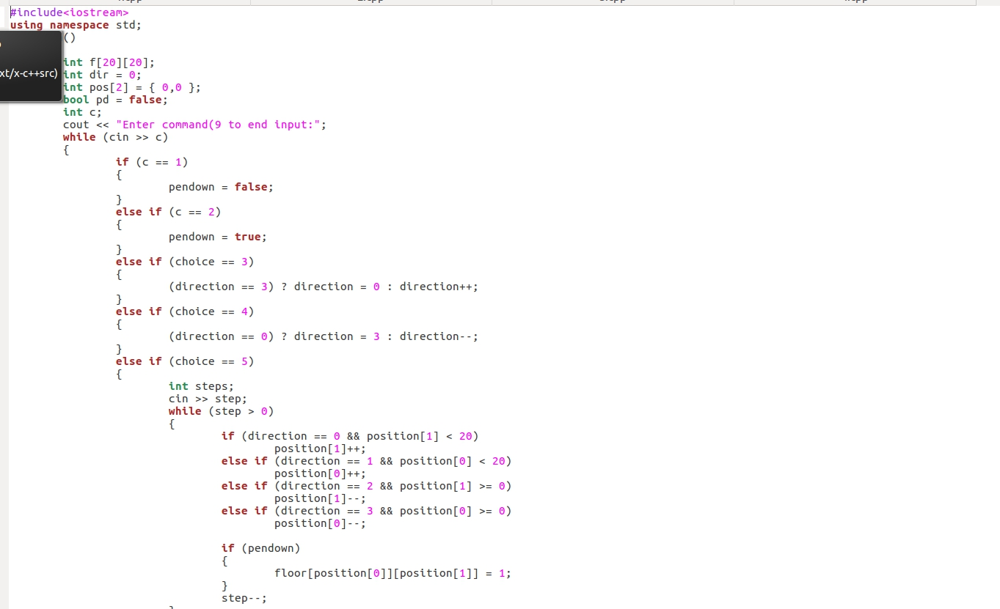 #include<iostream>
using namespace std;
()
xt/x-c++src)
int f[20][20];
int dir = 0;
int pos[2] = { 0,0 };
bool pd = false;
int c;
cout << "Enter command(9 to end input:";
while (cin >> c)
{
if (c == 1)
{
pendown = false;
}
else if (c == 2)
{
pendown = true;
}
else if (choice == 3)
{
(direction == 3) ? direction = 0 : direction++;
}
else if (choice == 4)
{
(direction == 0) ? direction = 3 : direction--;
}
else if (choice == 5)
{
int steps;
cin >> step;
while (step > 0)
{
if (direction == 0 && position[1] < 20)
position[1]++;
else if (direction == 1 && position[0] < 20)
position[0]++;
else if (direction == 2 && position[1] >= 0)
position[1]--;
else if (direction == 3 && position[0] >= 0)
position[0]--;
if (pendown)
{
floor[position[0]][position[1]] = 1;
}
step--;